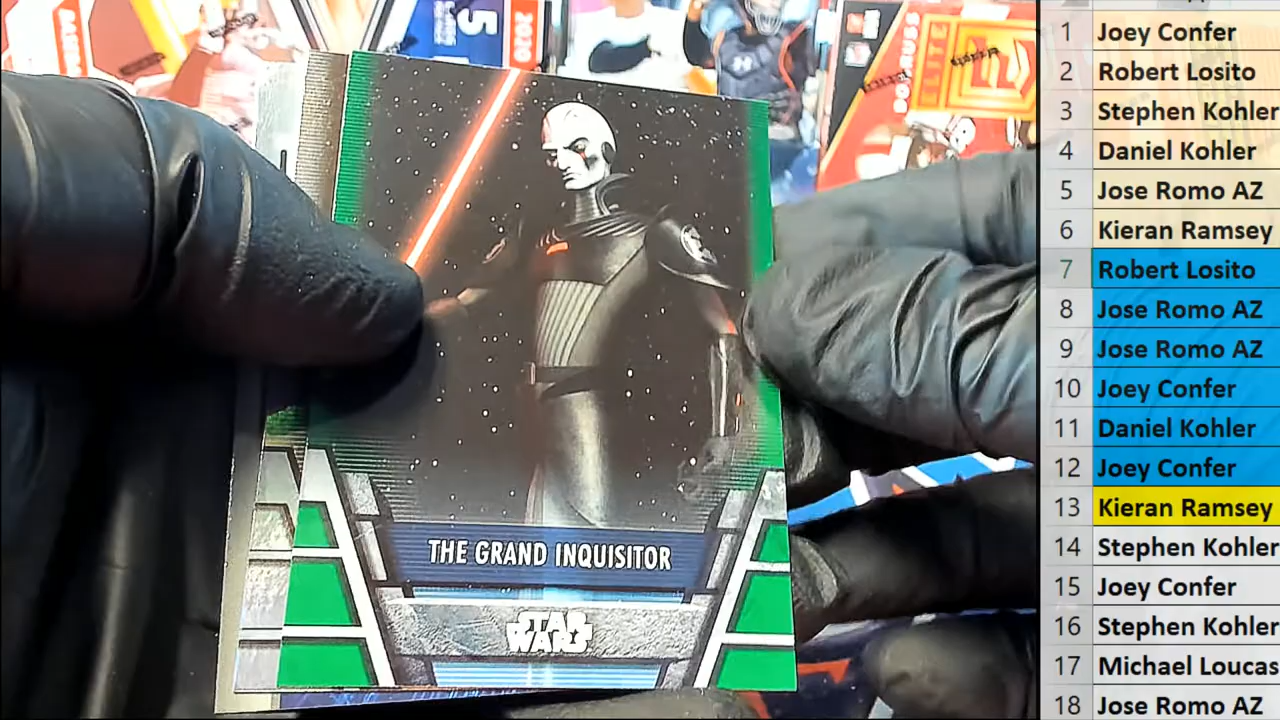 5
2020
ELITE
THE GRAND INQUISITOR
STAR
WARS
1 Joey Confer
2 Robert Losito
3 Stephen Kohler
4 Daniel Kohler
5 Jose Romo AZ
6 Kieran Ramsey
7 Robert Losito
8 Jose Romo AZ
9 Jose Romo AZ
10 Joey Confer
11 Daniel Kohler
12 Joey Confer
13 Kieran Ramsey
14 Stephen Kohler
15 Joey Confer
16 Stephen Kohler
17 Michael Loucas
18 Jose Romo AZ